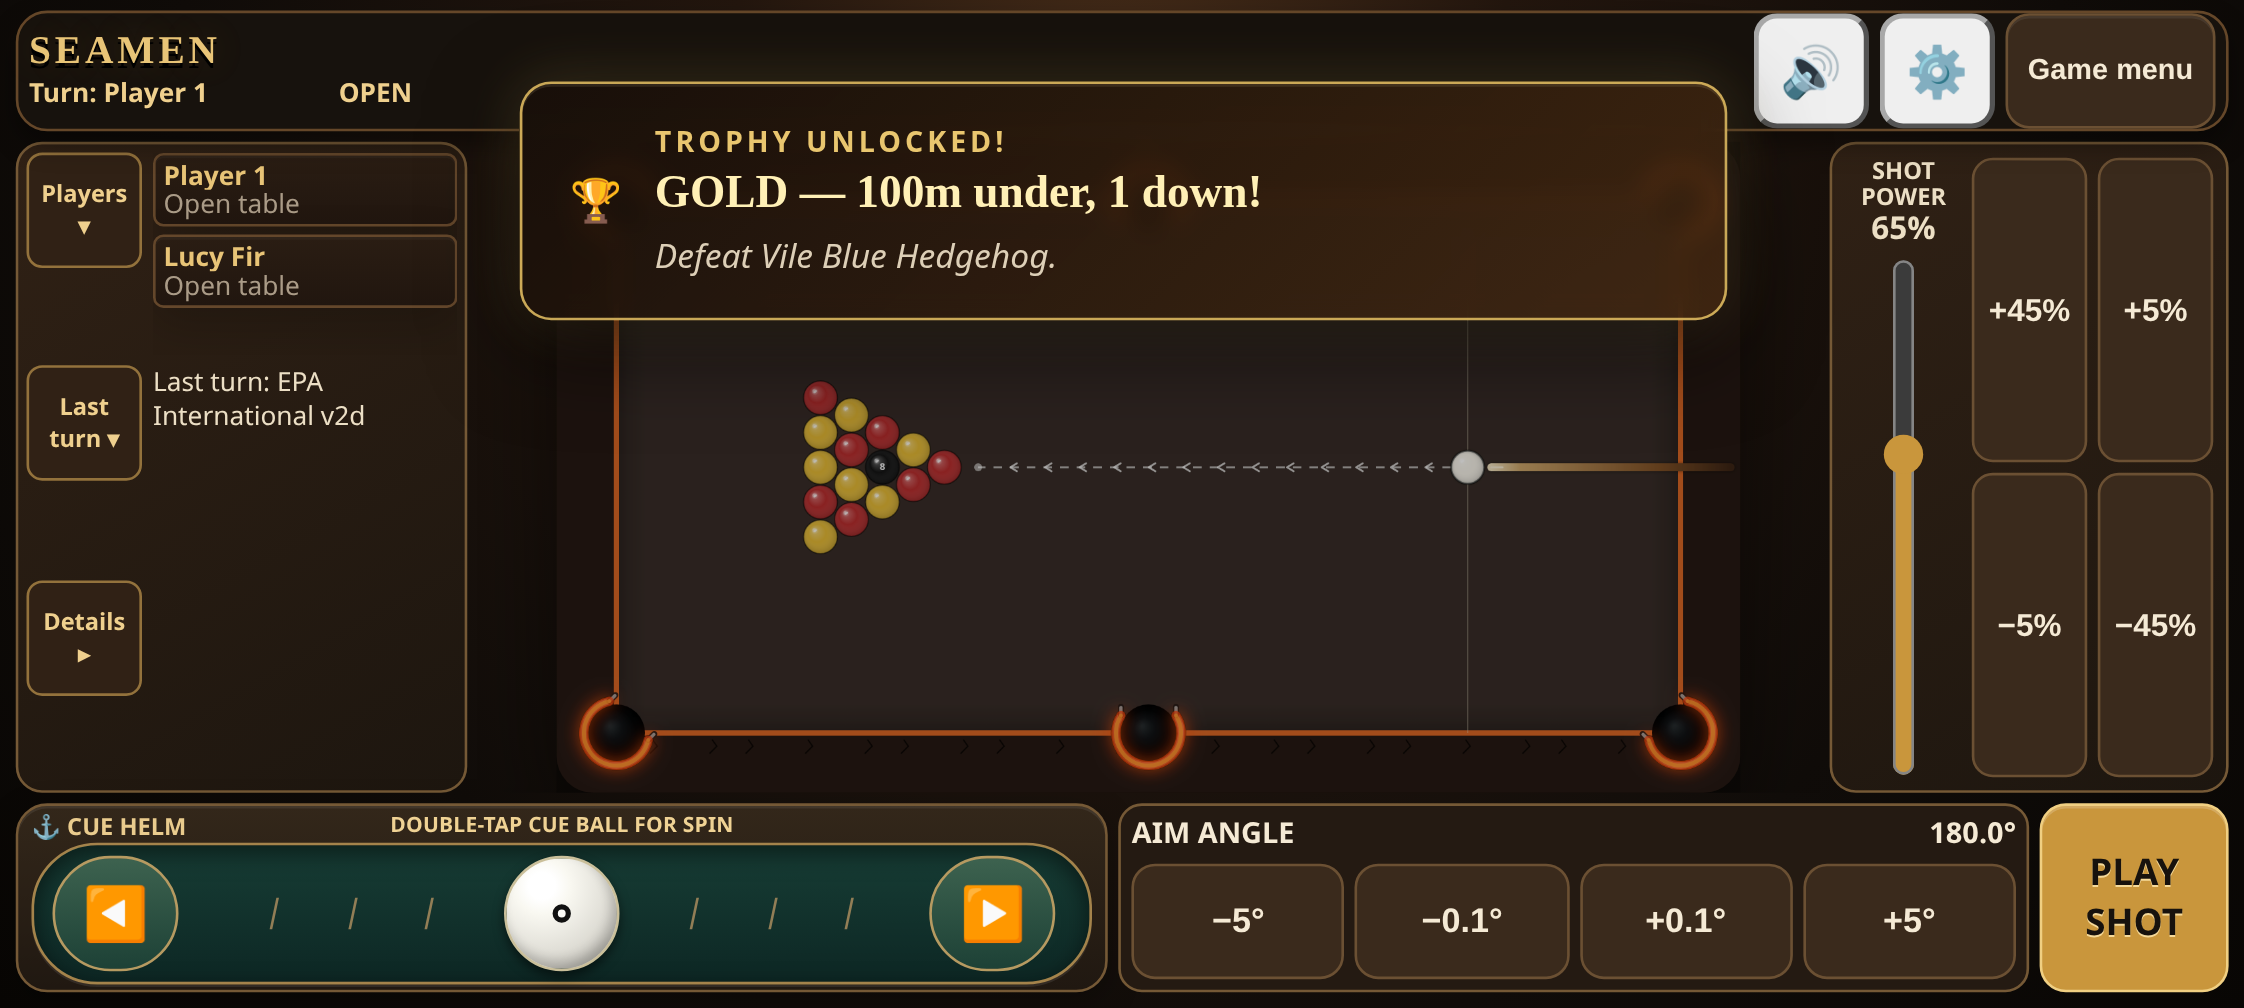 SEAMEN
Turn: Player 1 OPEN
Game menu
TROPHY UNLOCKED!
GOLD — 100m under, 1 down!
Defeat Vile Blue Hedgehog.
Players
▼
Player 1
Open table
Lucy Fir
Open table
Last
turn ▼
Last turn: EPA
International v2d
Details
►
8
SHOT
POWER
65%
+45%
+5%
−5%
−45%
⚓ CUE HELM
DOUBLE-TAP CUE BALL FOR SPIN
AIM ANGLE
180.0°
−5°
−0.1°
+0.1°
+5°
PLAY
SHOT